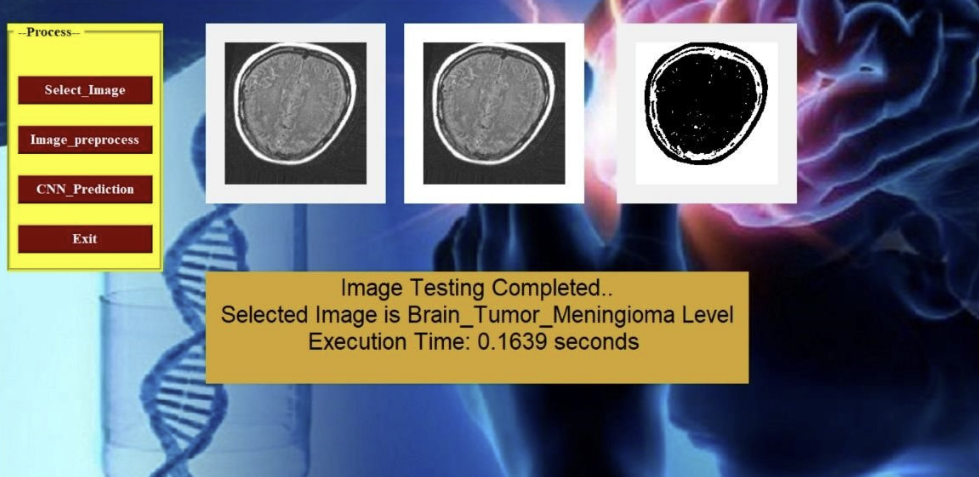 --Process--
Select_Image
Image_preprocess
CNN_Prediction
Exit
Image Testing Completed..
Selected Image is Brain_Tumor_Meningioma Level
Execution Time: 0.1639 seconds